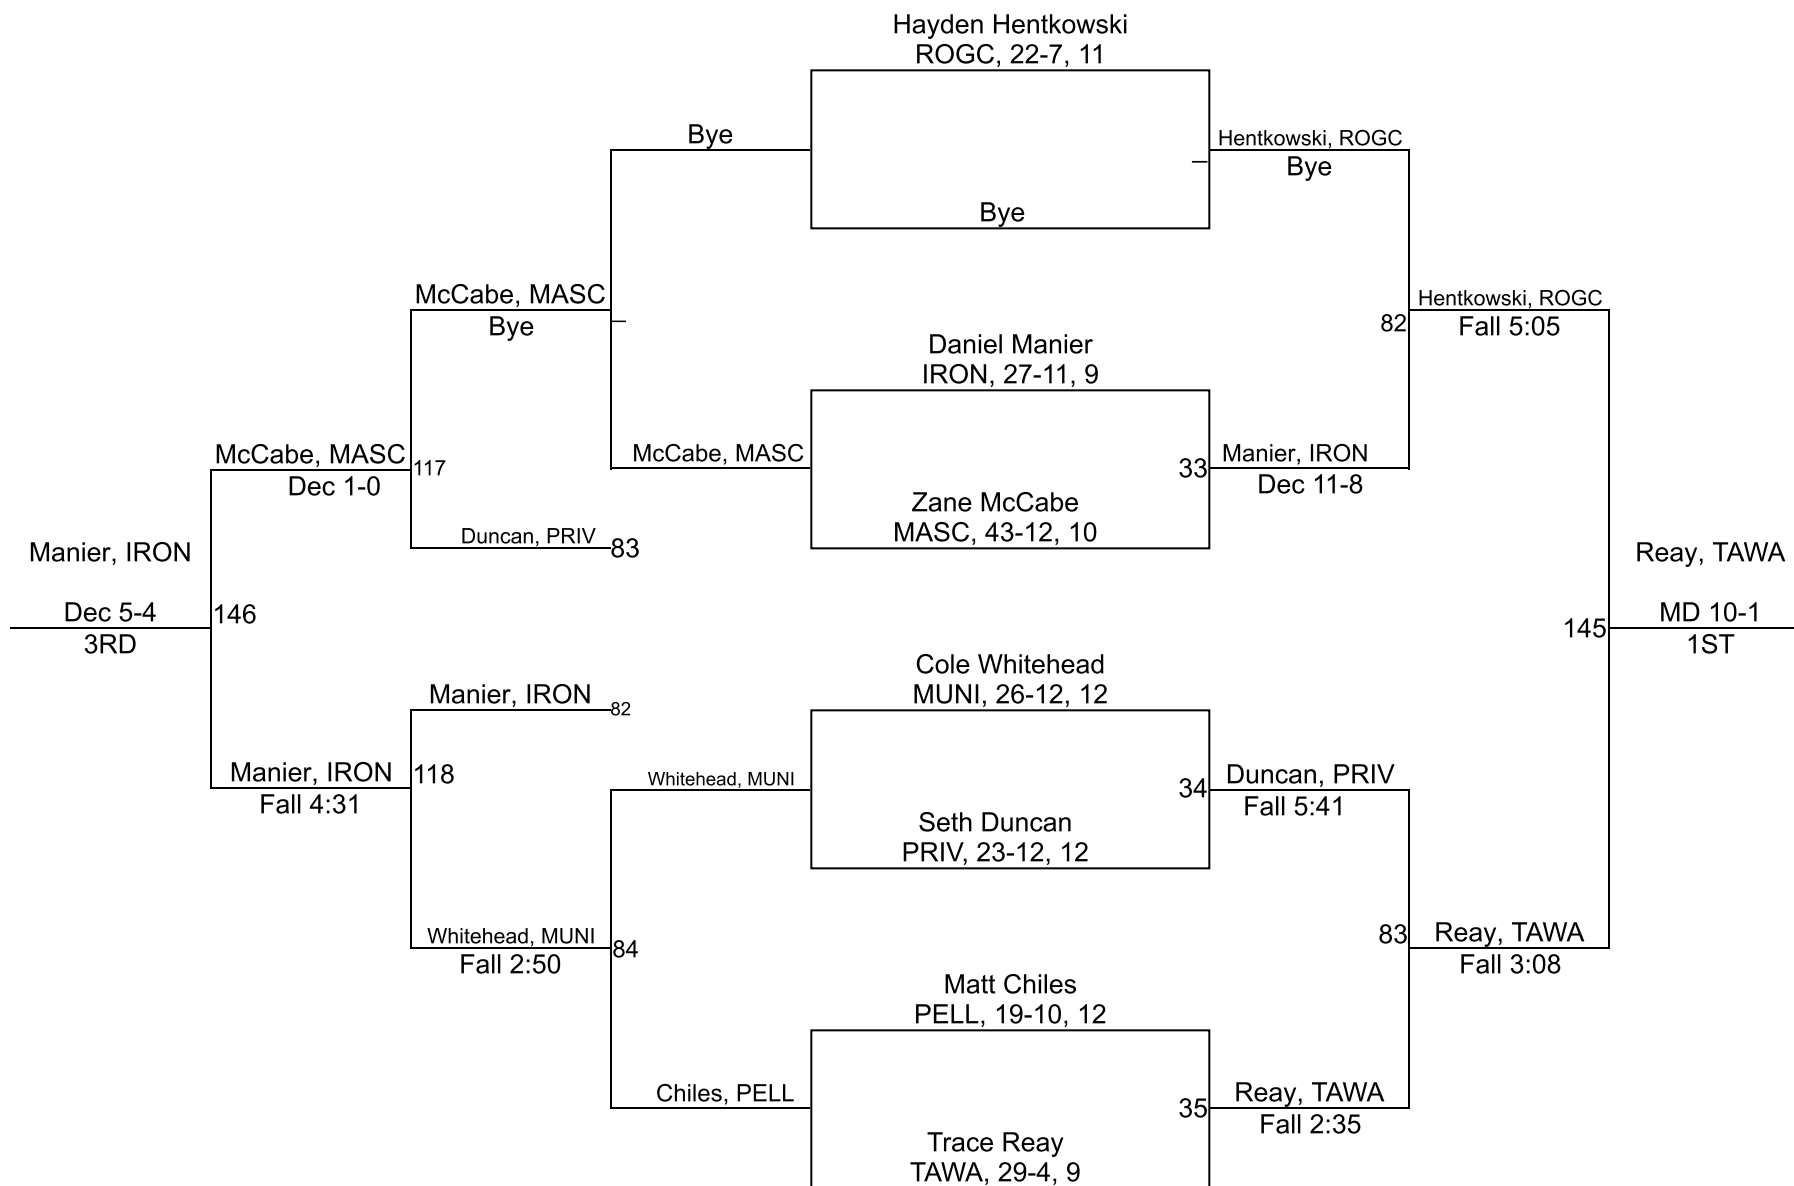 Hayden Hentkowski
ROGC, 22-7, 11
Bye
Hentkowski, ROGC
Bye
Bye
McCabe, MASC
Bye
Hentkowski, ROGC
82
Fall 5:05
Daniel Manier
IRON, 27-11, 9
McCabe, MASC
117
Dec 1-0
McCabe, MASC
33
Manier, IRON
Dec 11-8
Zane McCabe
MASC, 43-12, 10
Duncan, PRIV
83
Manier, IRON
Reay, TAWA
Dec 5-4
146
3RD
145
MD 10-1
1ST
Cole Whitehead
MUNI, 26-12, 12
Manier, IRON
82
Manier, IRON
118
Fall 4:31
Whitehead, MUNI
34
Duncan, PRIV
Fall 5:41
Seth Duncan
PRIV, 23-12, 12
Whitehead, MUNI
84
Fall 2:50
83
Reay, TAWA
Fall 3:08
Matt Chiles
PELL, 19-10, 12
Chiles, PELL
35
Reay, TAWA
Fall 2:35
Trace Reay
TAWA, 29-4, 9